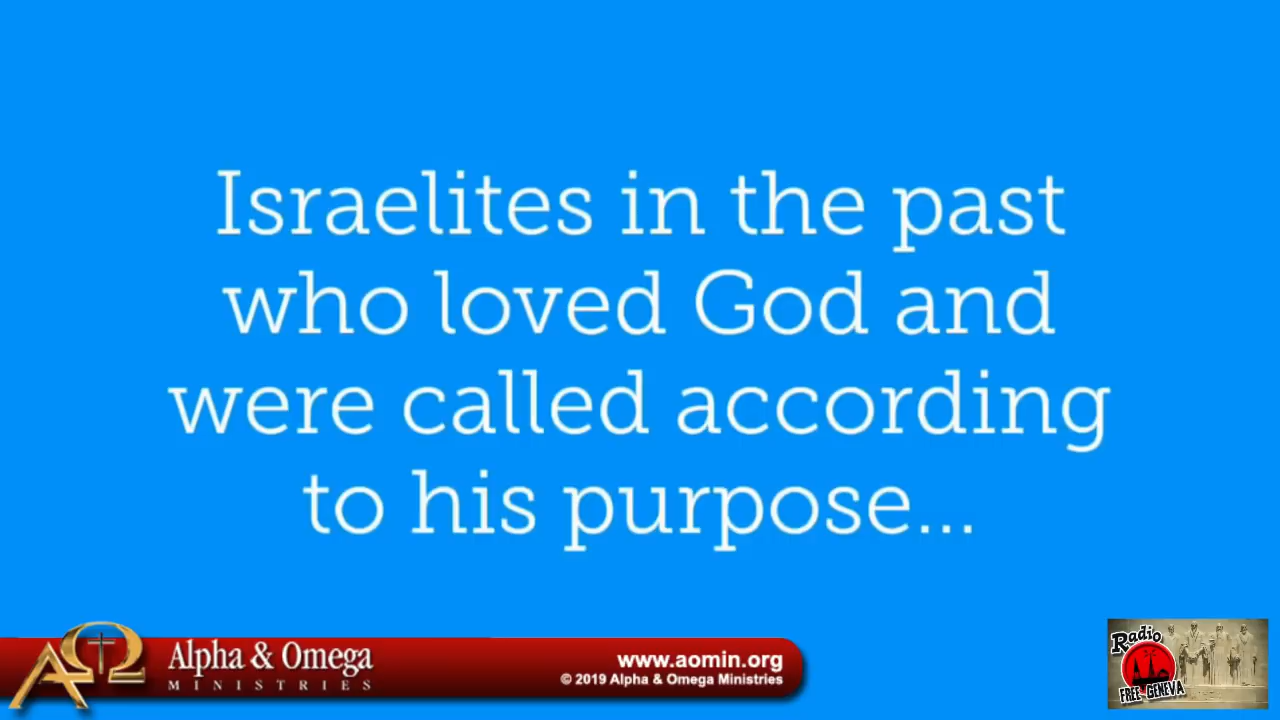 Israelites in the past
who loved God and
were called according
to his purpose...
ΑΩ
Alpha & Omega
MINISTRIES
www.aomin.org
© 2019 Alpha & Omega Ministries
Radio
FREE GENEVA